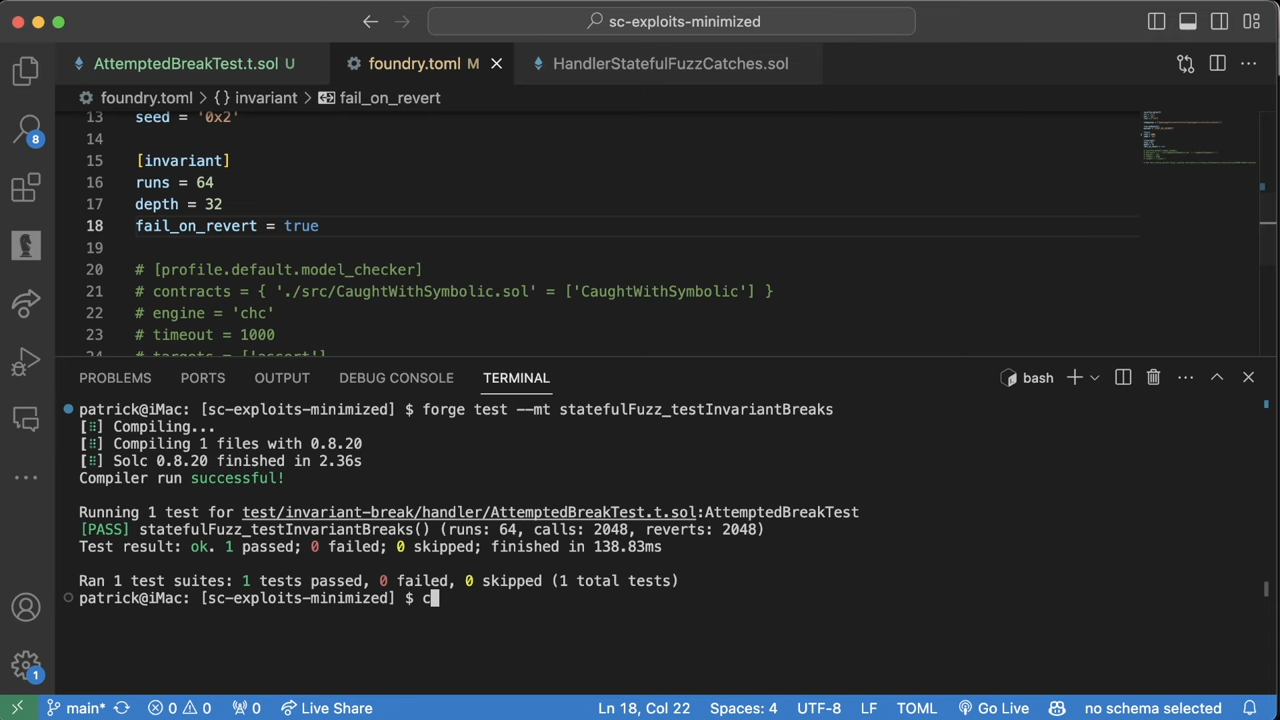 sc-exploits-minimized
AttemptedBreakTest.t.sol U
foundry.toml M
HandlerStatefulFuzzCatches.sol
foundry.toml > {} invariant > fail_on_revert
13 seed = '0x2'
14
15 [invariant]
16 runs = 64
17 depth = 32
18 fail_on_revert = true
19
20 # [profile.default.model_checker]
21 # contracts = { './src/CaughtWithSymbolic.sol' = ['CaughtWithSymbolic'] }
22 # engine = 'chc'
23 # timeout = 1000
24 # targets = ['assert']
8
PROBLEMS PORTS OUTPUT DEBUG CONSOLE TERMINAL
bash
patrick@iMac: [sc-exploits-minimized] $ forge test --mt statefulFuzz_testInvariantBreaks
[⠿] Compiling...
[⠿] Compiling 1 files with 0.8.20
[⠿] Solc 0.8.20 finished in 2.36s
Compiler run successful!
Running 1 test for test/invariant-break/handler/AttemptedBreakTest.t.sol:AttemptedBreakTest
[PASS] statefulFuzz_testInvariantBreaks() (runs: 64, calls: 2048, reverts: 2048)
Test result: ok. 1 passed; 0 failed; 0 skipped; finished in 138.83ms
Ran 1 test suites: 1 tests passed, 0 failed, 0 skipped (1 total tests)
patrick@iMac: [sc-exploits-minimized] $ c
1
main* 0 0 0 Live Share
Ln 18, Col 22 Spaces: 4 UTF-8 LF TOML Go Live no schema selected